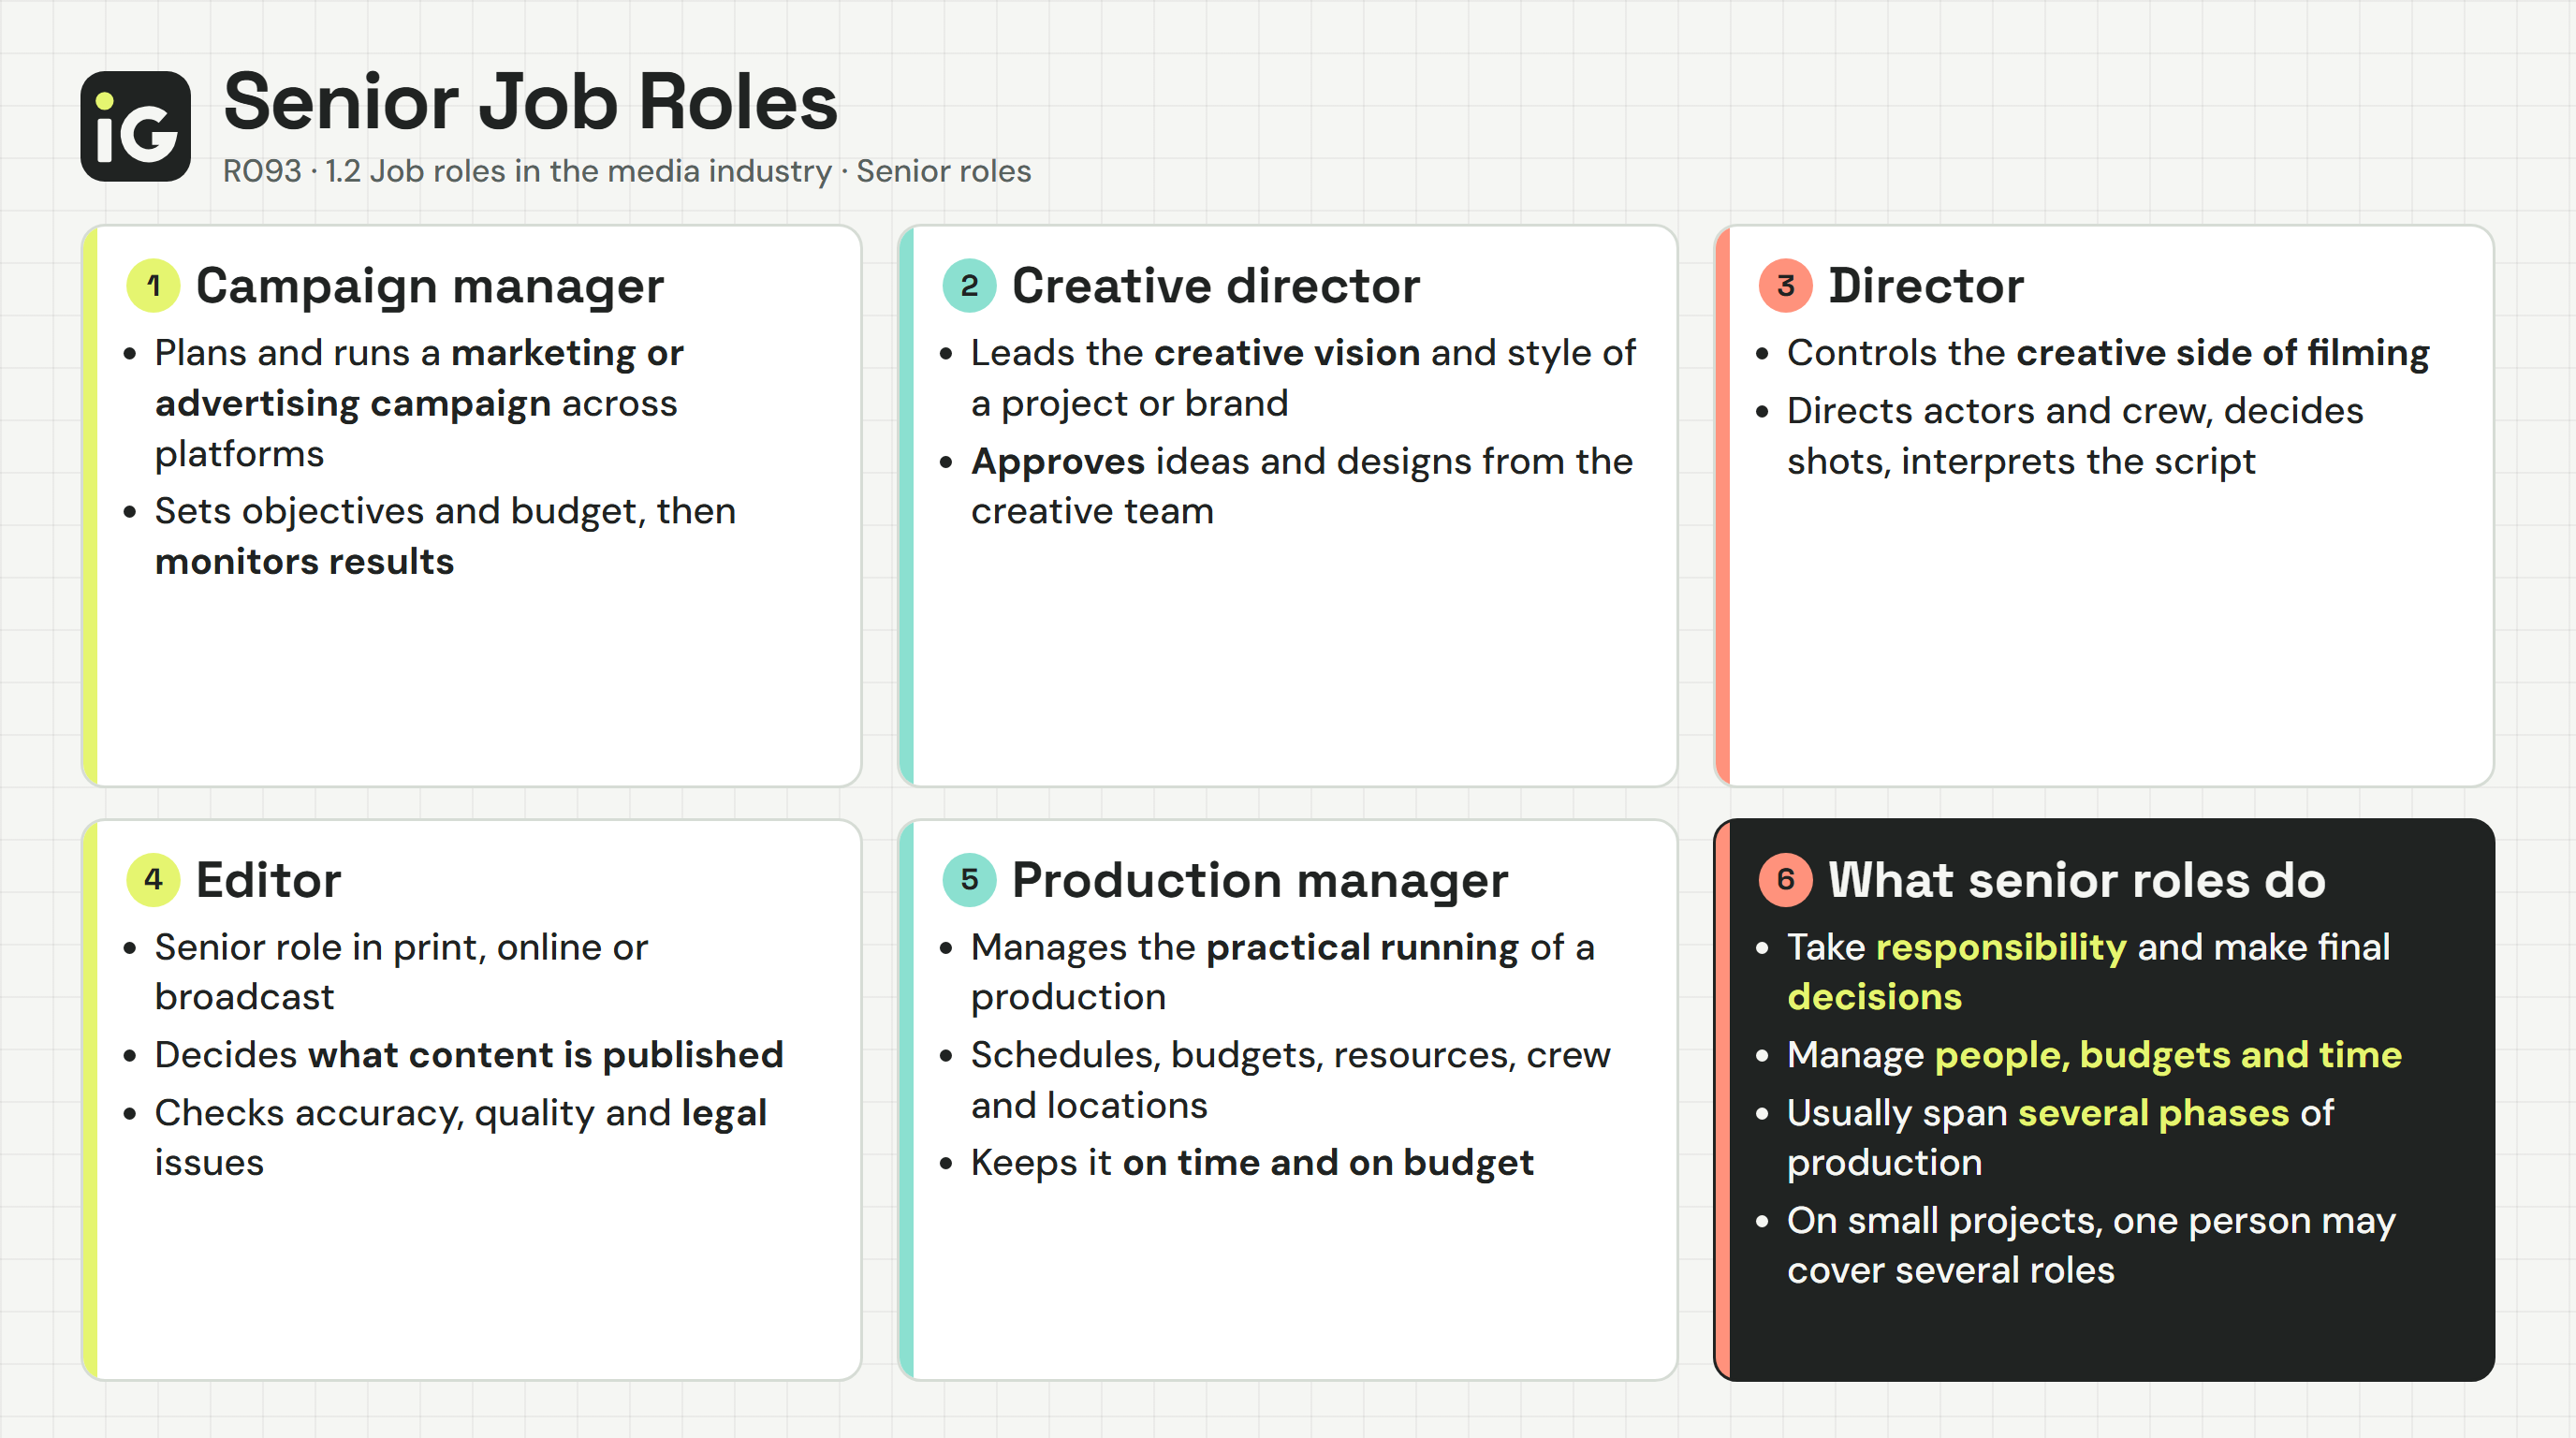 iG
Senior Job Roles
R093 · 1.2 Job roles in the media industry · Senior roles
1 Campaign manager
• Plans and runs a marketing or
advertising campaign across
platforms
• Sets objectives and budget, then
monitors results
2 Creative director
• Leads the creative vision and style of
a project or brand
• Approves ideas and designs from the
creative team
3 Director
• Controls the creative side of filming
• Directs actors and crew, decides
shots, interprets the script
4 Editor
• Senior role in print, online or
broadcast
• Decides what content is published
• Checks accuracy, quality and legal
issues
5 Production manager
• Manages the practical running of a
production
• Schedules, budgets, resources, crew
and locations
• Keeps it on time and on budget
6 What senior roles do
• Take responsibility and make final
decisions
• Manage people, budgets and time
• Usually span several phases of
production
• On small projects, one person may
cover several roles